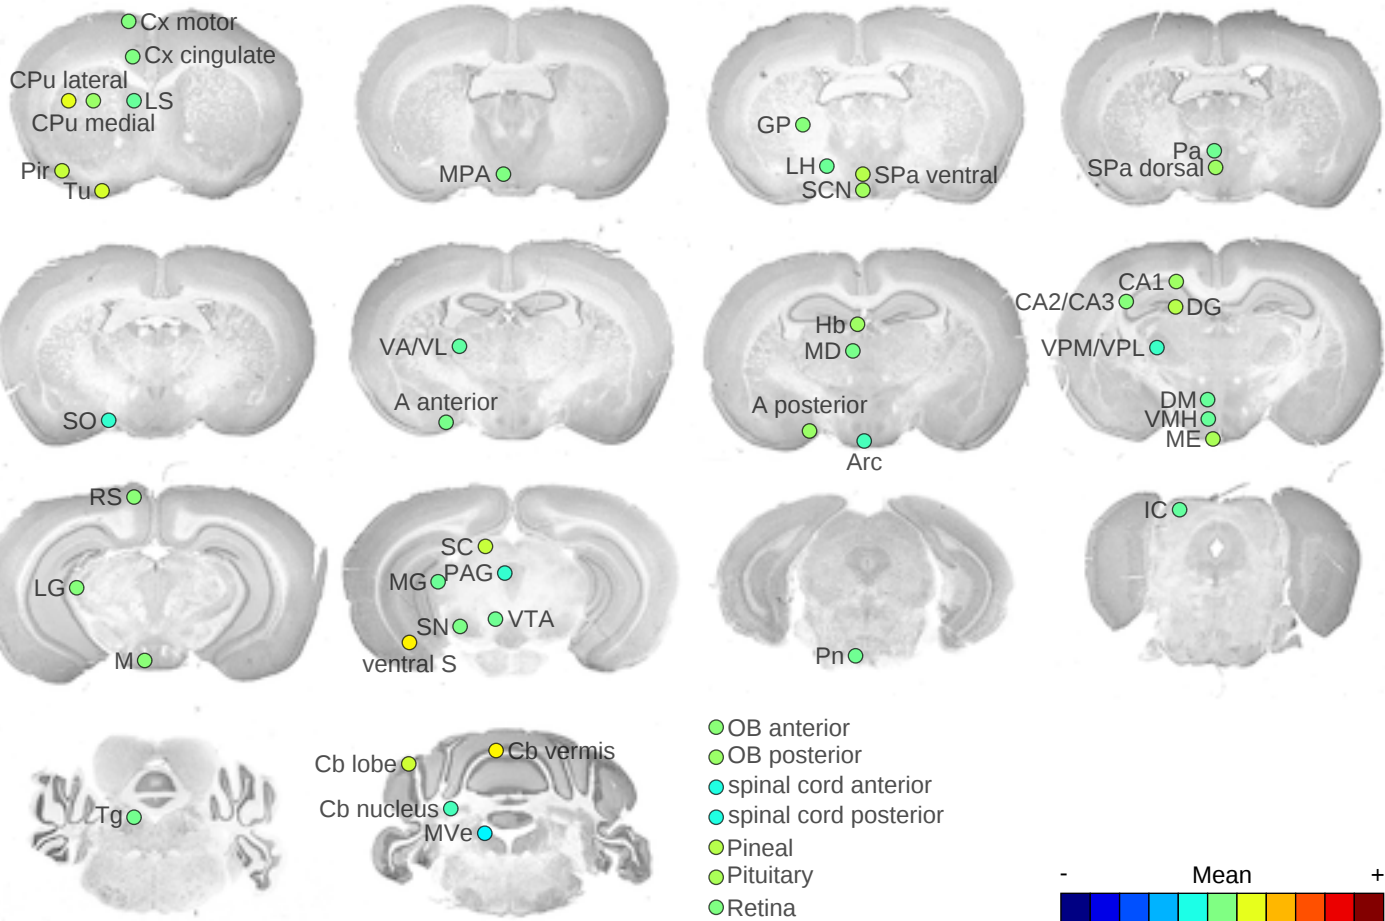 Cx motor
Cx cingulate
CPu lateral
LS
CPu medial
Pir
Tu
MPA
GP
LH
SPa ventral
SCN
Pa
SPa dorsal
SO
VA/VL
A anterior
Hb
MD
A posterior
Arc
CA1
CA2/CA3
DG
VPM/VPL
DM
VMH
ME
RS
LG
M
SC
PAG
MG
VTA
SN
ventral S
Pn
IC
Tg
Cb vermis
Cb lobe
Cb nucleus
MVe
OB anterior
OB posterior
spinal cord anterior
spinal cord posterior
Pineal
Pituitary
Retina
- Mean +